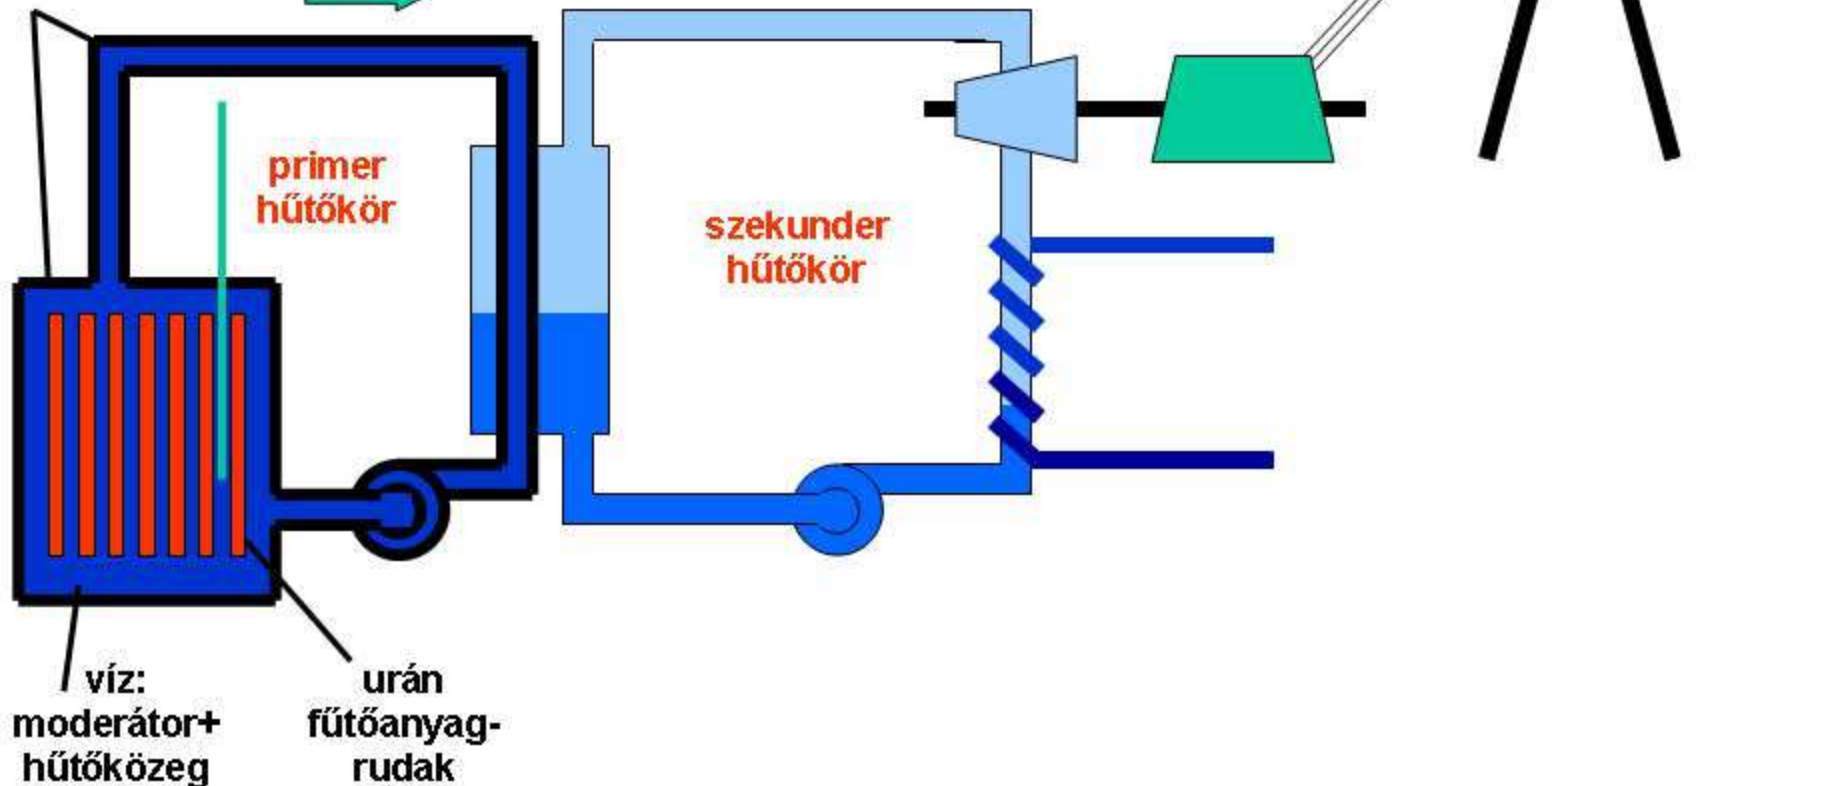 primer
hűtőkör
szekunder
hűtőkör
víz:
moderátor+
hűtőközeg
urán
fűtőanyag-
rudak